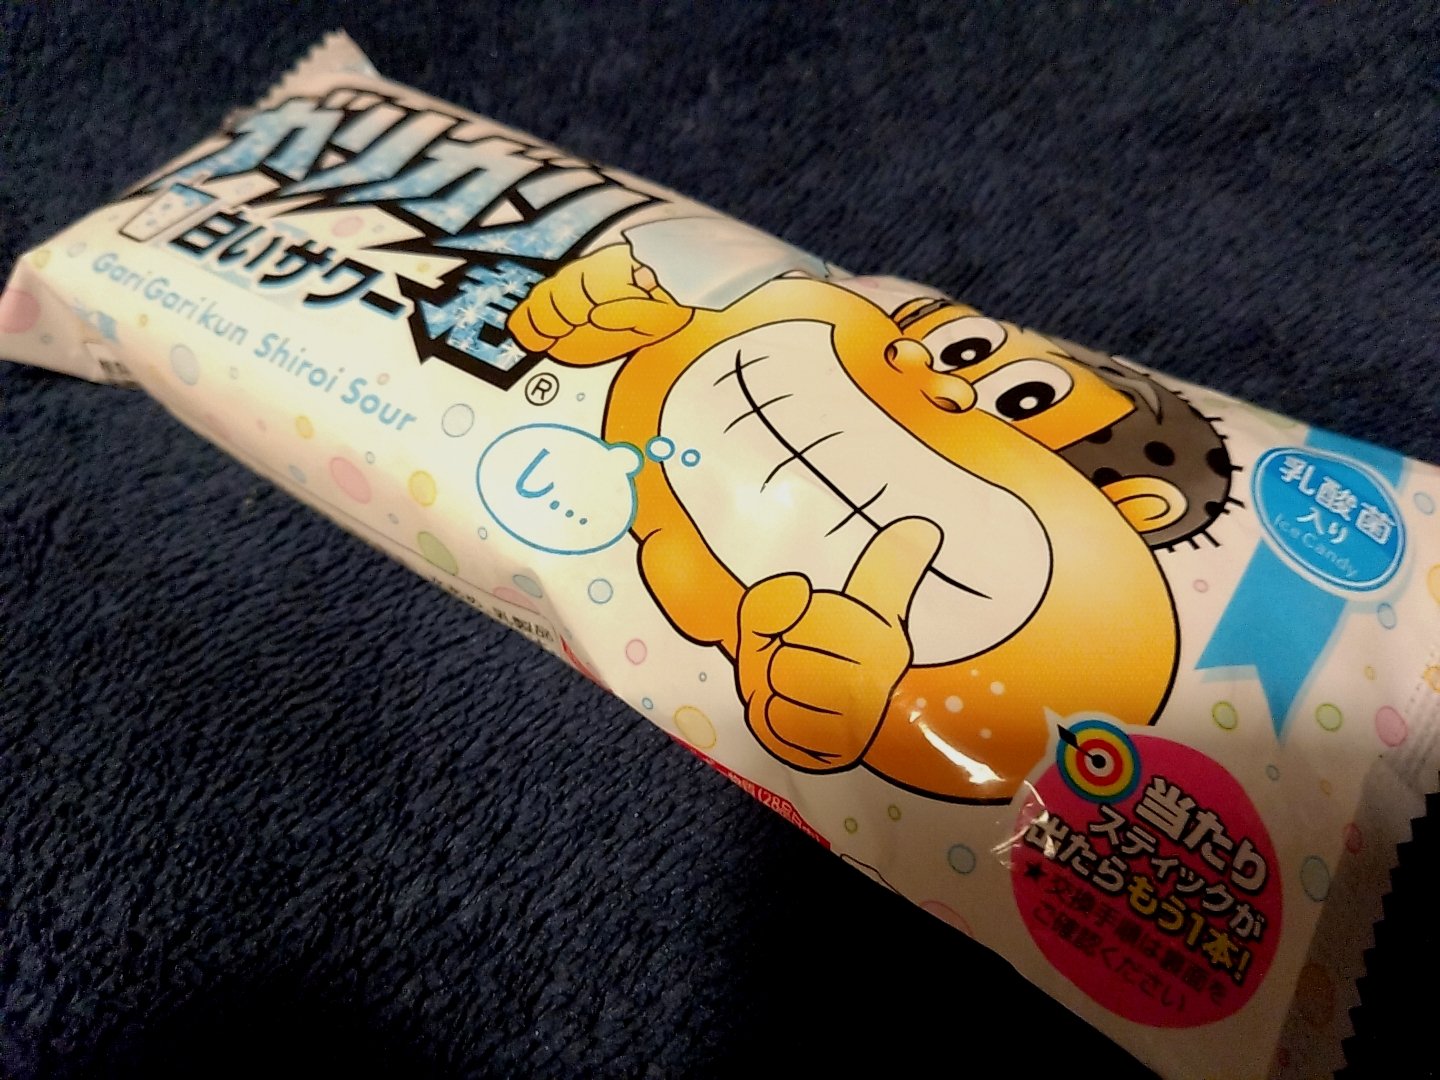 ガリガリ君
白いサワー
GariGarikun Shiroi Sour
®
し…
乳酸菌
入り
Ice Candy
当たり
スティックが
出たらもう1本!
★交換手順は裏面を
ご確認ください